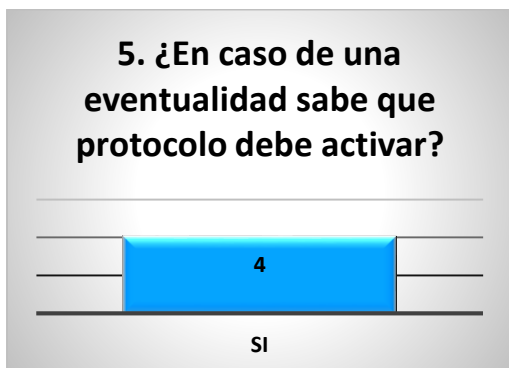 5. ¿En caso de una
eventualidad sabe que
protocolo debe activar?
4
SI